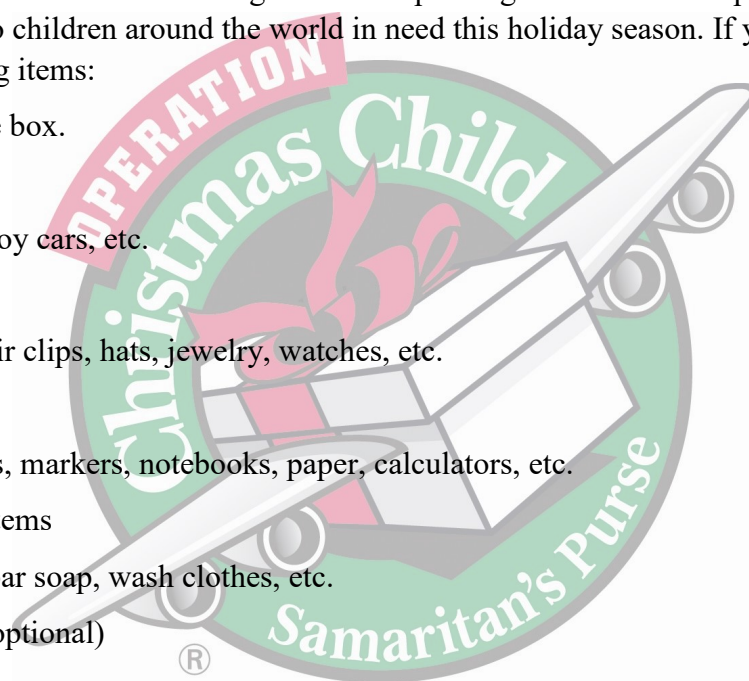 o children around the world in need this holiday season. If y
g items:
box.
oy cars, etc.
ir clips, hats, jewelry, watches, etc.
s, markers, notebooks, paper, calculators, etc.
tems
ar soap, wash clothes, etc.
optional)
OPERATION
Christmas Child
Samaritan's Purse
®